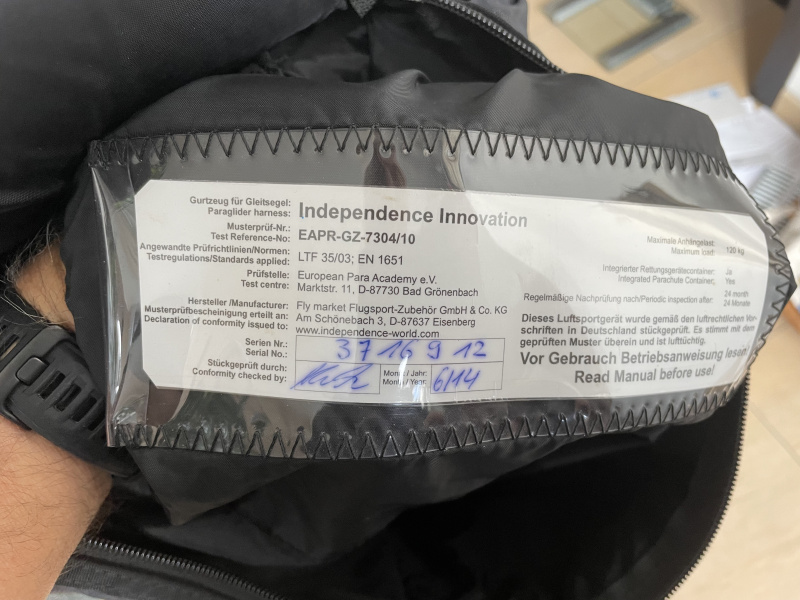 Gurtzeug für Gleitsegel:
Paraglider harness: Independence Innovation
Musterprüf-Nr.:
Test Reference-No: EAPR-GZ-7304/10
Angewandte Prüfrichtlinien/Normen:
Testregulations/Standards applied: LTF 35/03; EN 1651
Prüfstelle: European Para Academy e.V.
Test centre: Marktstr. 11, D-87730 Bad Grönenbach
Hersteller /Manufacturer: Fly market Flugsport-Zubehör GmbH & Co. KG
Musterprüfbescheinigung erteilt an: Am Schönebach 3, D-87637 Eisenberg
Declaration of conformity issued to: www.independence-world.com
Serien Nr.:
Serial No.: 3716 9 12
Stückgeprüft durch: Monat / Jahr:
Conformity checked by: Month / Year: 6/14
Maximale Anhängelast: 120 kg
Maximum load:
Integrierter Rettungsgerätecontainer: Ja
Integrated Parachute Container, Yes
24 month
Regelmäßige Nachprüfung nach/Periodic inspection after: 24 Monate
Dieses Luftsportgerät wurde gemäß den luftrechtlichen Vor-
schriften in Deutschland stückgeprüft. Es stimmt mit dem
geprüften Muster überein und ist lufttüchtig.
Vor Gebrauch Betriebsanweisung lesen!
Read Manual before use!